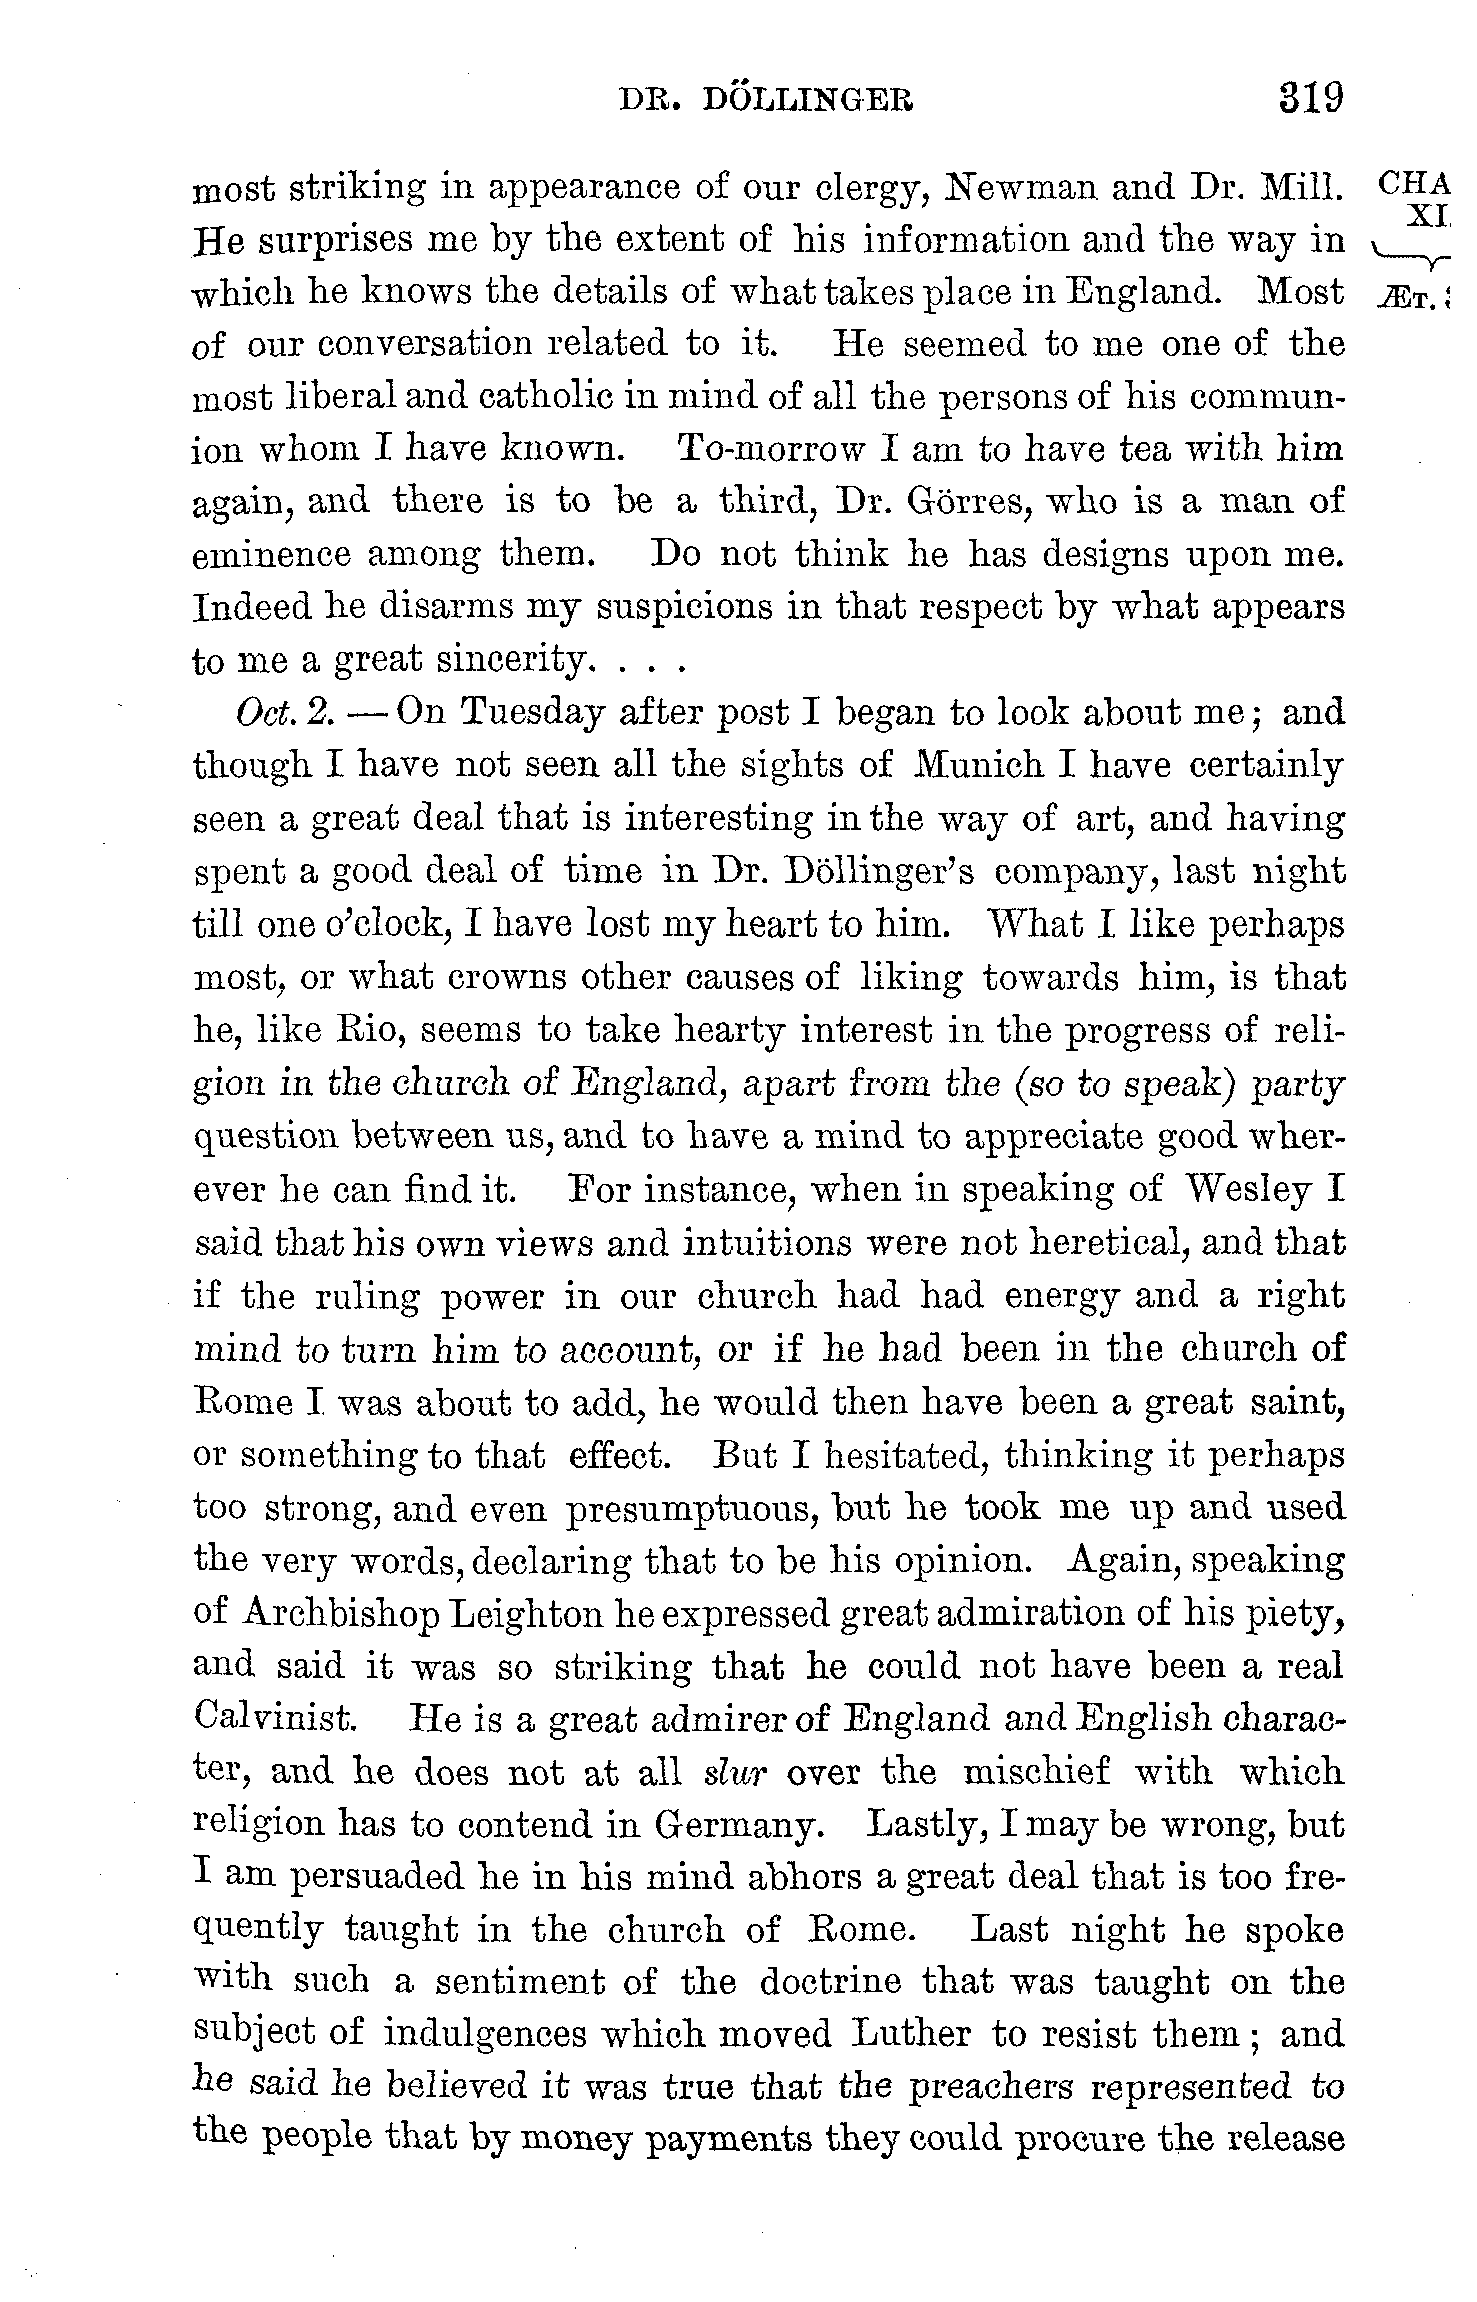 DR. DÖLLINGER 319
most striking in appearance of our clergy, Newman and Dr. Mill.
He surprises me by the extent of his information and the way in
which he knows the details of what takes place in England. Most
of our conversation related to it. He seemed to me one of the
most liberal and catholic in mind of all the persons of his commun-
ion whom I have known. To-morrow I am to have tea with him
again, and there is to be a third, Dr. Görres, who is a man of
eminence among them. Do not think he has designs upon me.
Indeed he disarms my suspicions in that respect by what appears
to me a great sincerity. . . .
Oct. 2. — On Tuesday after post I began to look about me; and
though I have not seen all the sights of Munich I have certainly
seen a great deal that is interesting in the way of art, and having
spent a good deal of time in Dr. Döllinger's company, last night
till one o'clock, I have lost my heart to him. What I like perhaps
most, or what crowns other causes of liking towards him, is that
he, like Rio, seems to take hearty interest in the progress of reli-
gion in the church of England, apart from the (so to speak) party
question between us, and to have a mind to appreciate good wher-
ever he can find it. For instance, when in speaking of Wesley I
said that his own views and intuitions were not heretical, and that
if the ruling power in our church had had energy and a right
mind to turn him to account, or if he had been in the church of
Rome I was about to add, he would then have been a great saint,
or something to that effect. But I hesitated, thinking it perhaps
too strong, and even presumptuous, but he took me up and used
the very words, declaring that to be his opinion. Again, speaking
of Archbishop Leighton he expressed great admiration of his piety,
and said it was so striking that he could not have been a real
Calvinist. He is a great admirer of England and English charac-
ter, and he does not at all slur over the mischief with which
religion has to contend in Germany. Lastly, I may be wrong, but
I am persuaded he in his mind abhors a great deal that is too fre-
quently taught in the church of Rome. Last night he spoke
with such a sentiment of the doctrine that was taught on the
subject of indulgences which moved Luther to resist them; and
he said he believed it was true that the preachers represented to
the people that by money payments they could procure the release
CHA
XI
ÆT.